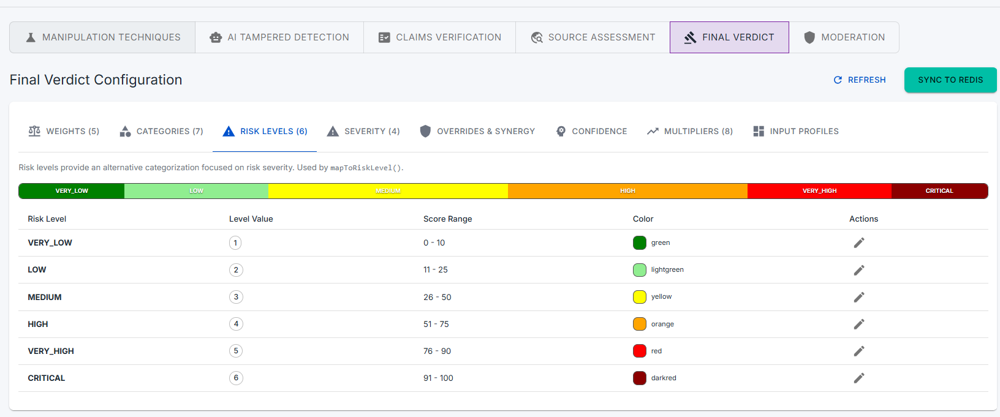 MANIPULATION TECHNIQUES AI TAMPERED DETECTION CLAIMS VERIFICATION SOURCE ASSESSMENT FINAL VERDICT MODERATION
Final Verdict Configuration REFRESH SYNC TO REDIS
WEIGHTS (5) CATEGORIES (7) RISK LEVELS (6) SEVERITY (4) OVERRIDES & SYNERGY CONFIDENCE MULTIPLIERS (8) INPUT PROFILES
Risk levels provide an alternative categorization focused on risk severity. Used by mapToRiskLevel().
VERY_LOW LOW MEDIUM HIGH VERY_HIGH CRITICAL
Risk Level Level Value Score Range Color Actions
VERY_LOW 1 0 - 10 green
LOW 2 11 - 25 lightgreen
MEDIUM 3 26 - 50 yellow
HIGH 4 51 - 75 orange
VERY_HIGH 5 76 - 90 red
CRITICAL 6 91 - 100 darkred